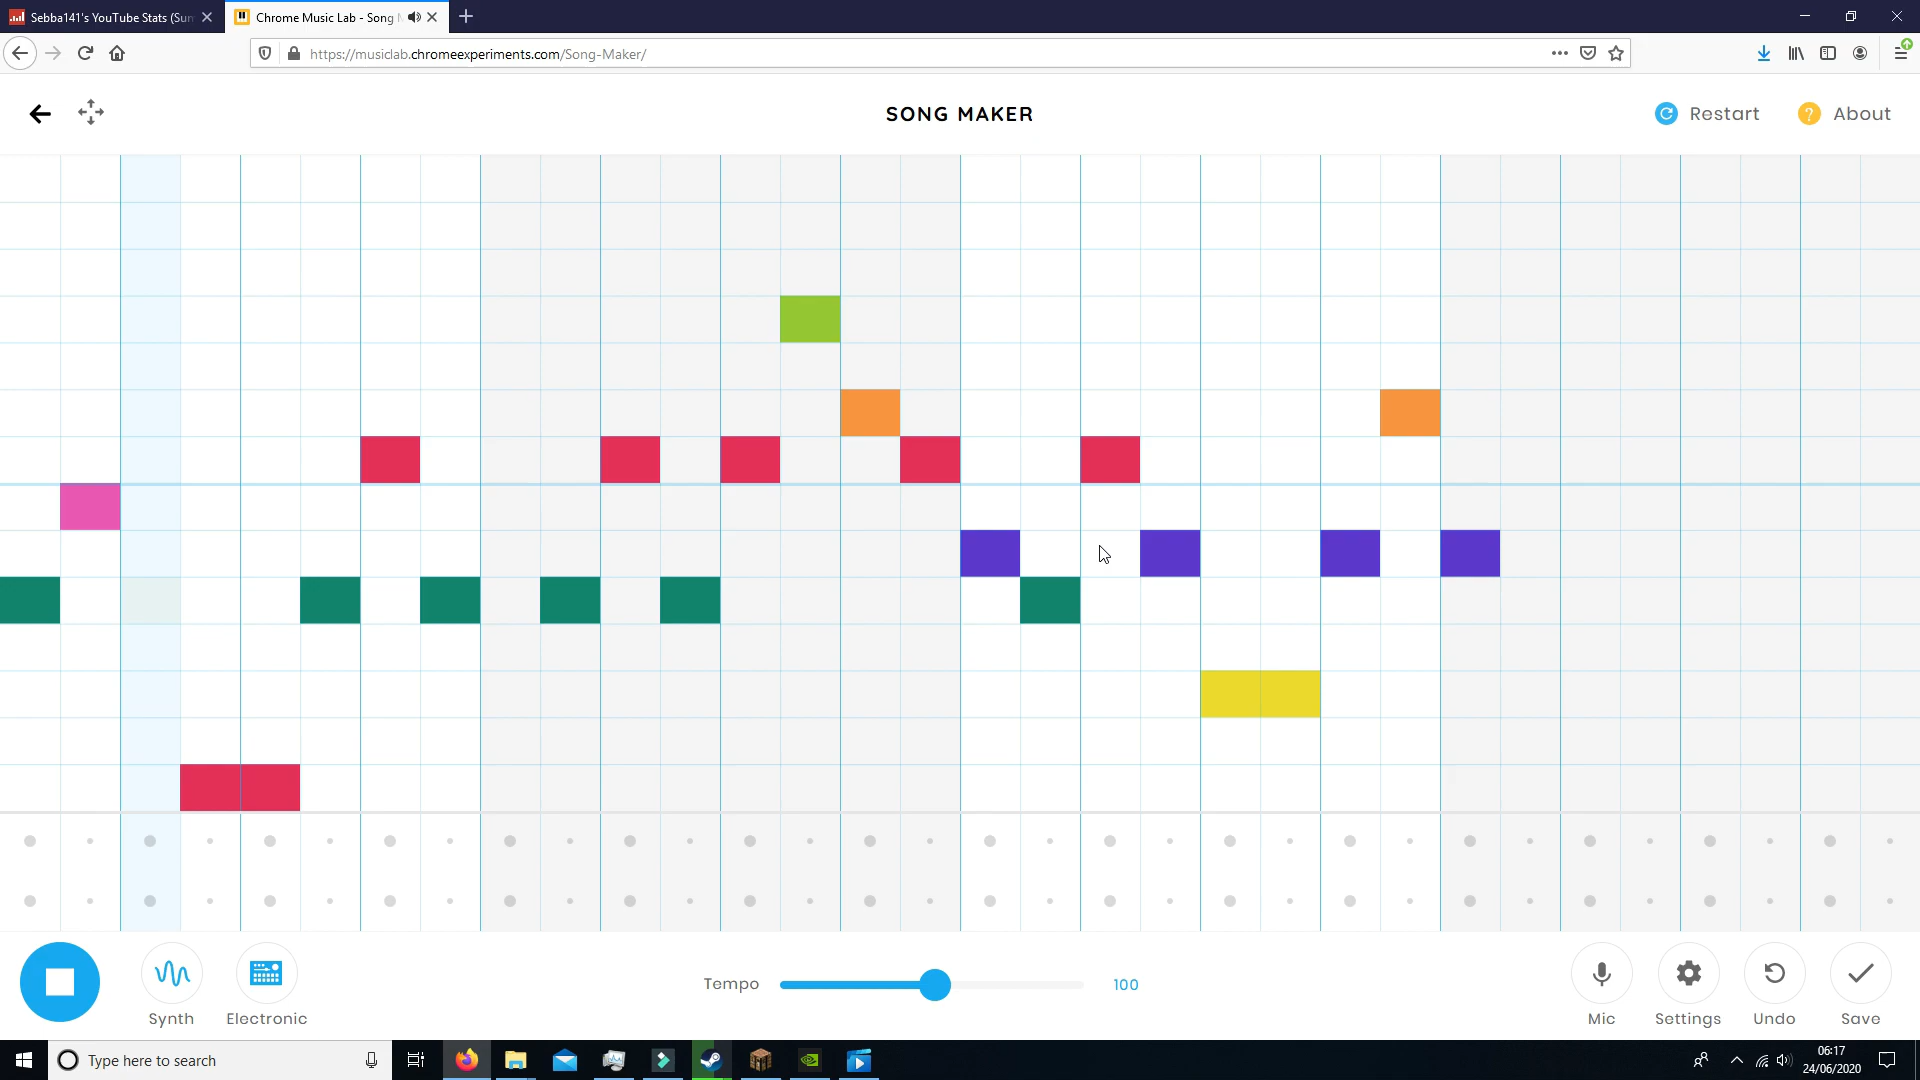 Sebba141's YouTube Stats (Sum
Chrome Music Lab - Song M
https://musiclab.chromeexperiments.com/Song-Maker/
SONG MAKER
Restart
? About
Tempo
100
Synth
Electronic
Mic
Settings
Undo
Save
Type here to search
06:17
24/06/2020